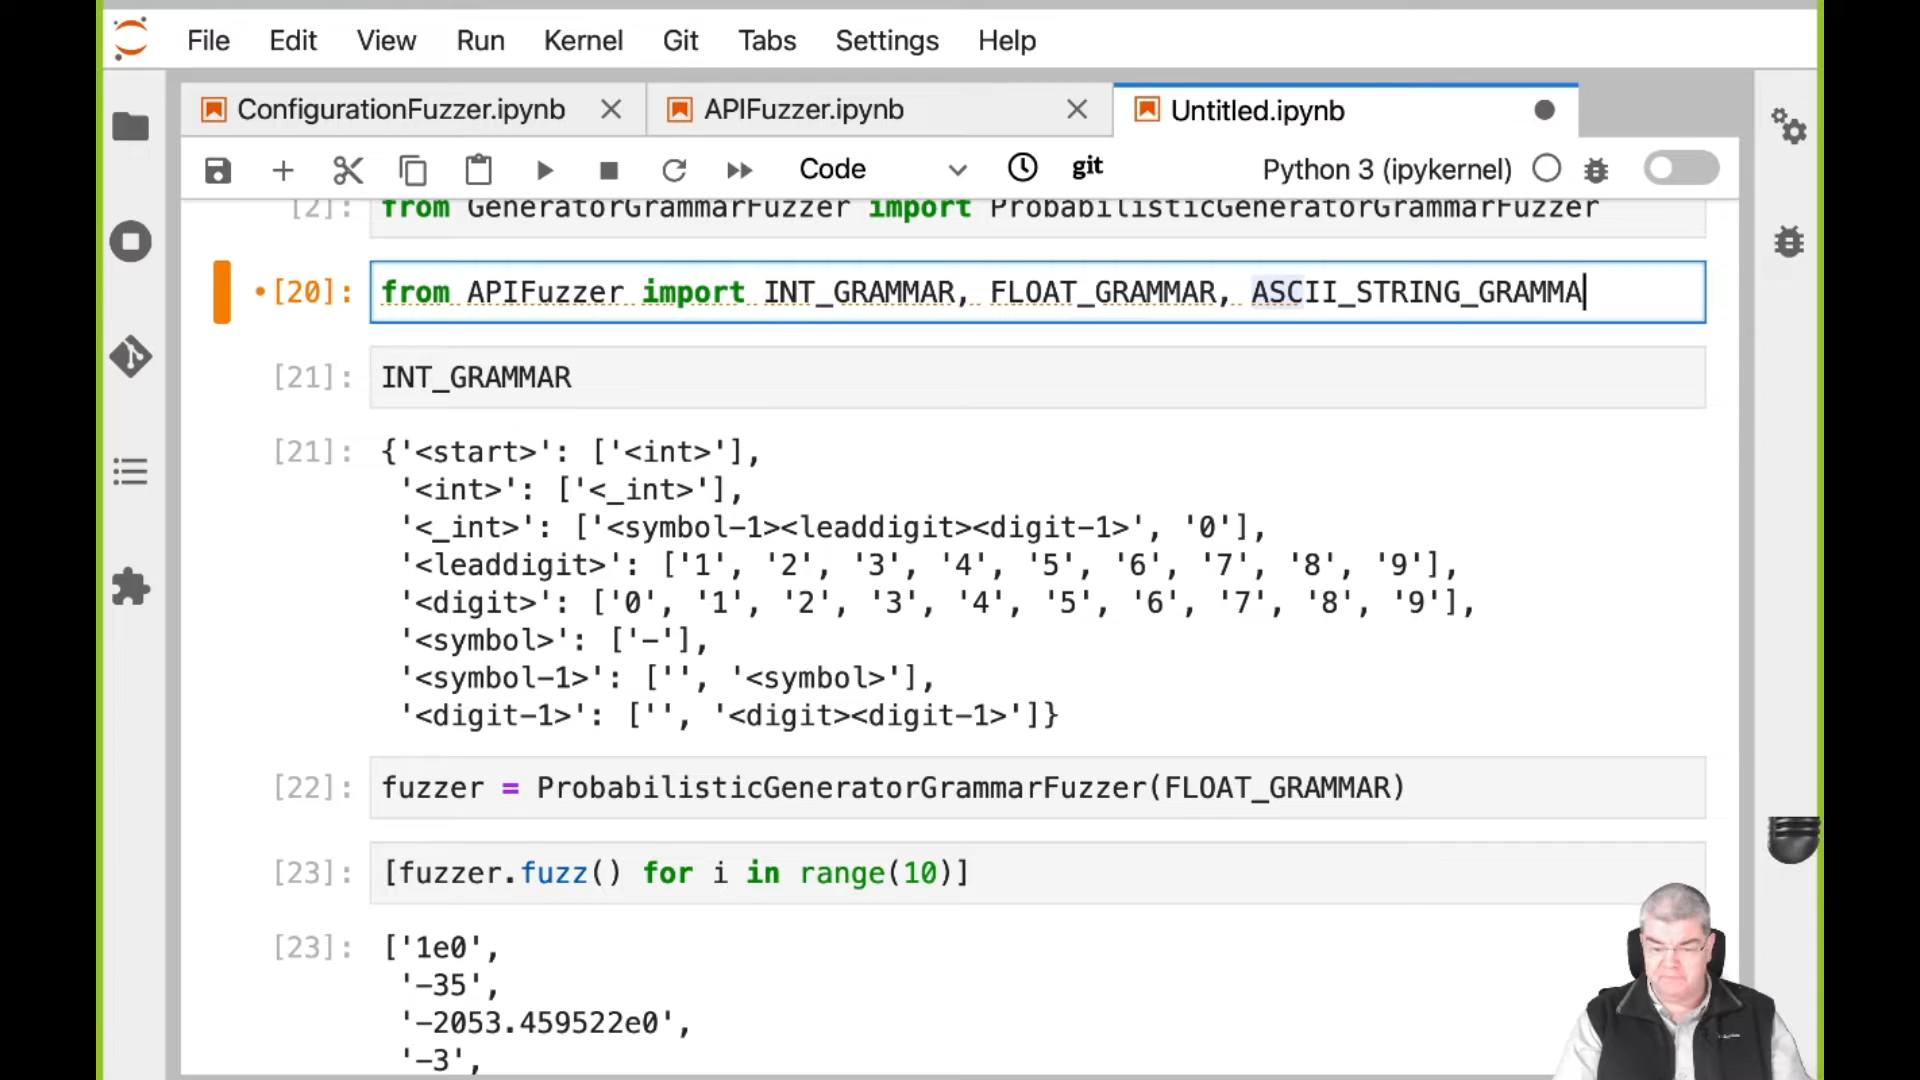 File Edit View Run Kernel Git Tabs Settings Help
ConfigurationFuzzer.ipynb APIFuzzer.ipynb Untitled.ipynb
Code git Python 3 (ipykernel)
[2]: from GeneratorGrammarFuzzer import ProbabilisticGeneratorGrammarFuzzer
•[20]: from APIFuzzer import INT_GRAMMAR, FLOAT_GRAMMAR, ASCII_STRING_GRAMMA
[21]: INT_GRAMMAR
[21]: {'<start>': ['<int>'],
'<int>': ['<_int>'],
'<_int>': ['<symbol-1><leaddigit><digit-1>', '0'],
'<leaddigit>': ['1', '2', '3', '4', '5', '6', '7', '8', '9'],
'<digit>': ['0', '1', '2', '3', '4', '5', '6', '7', '8', '9'],
'<symbol>': ['-'],
'<symbol-1>': ['', '<symbol>'],
'<digit-1>': ['', '<digit><digit-1>']}
[22]: fuzzer = ProbabilisticGeneratorGrammarFuzzer(FLOAT_GRAMMAR)
[23]: [fuzzer.fuzz() for i in range(10)]
[23]: ['1e0',
'-35',
'-2053.459522e0',
'-3',